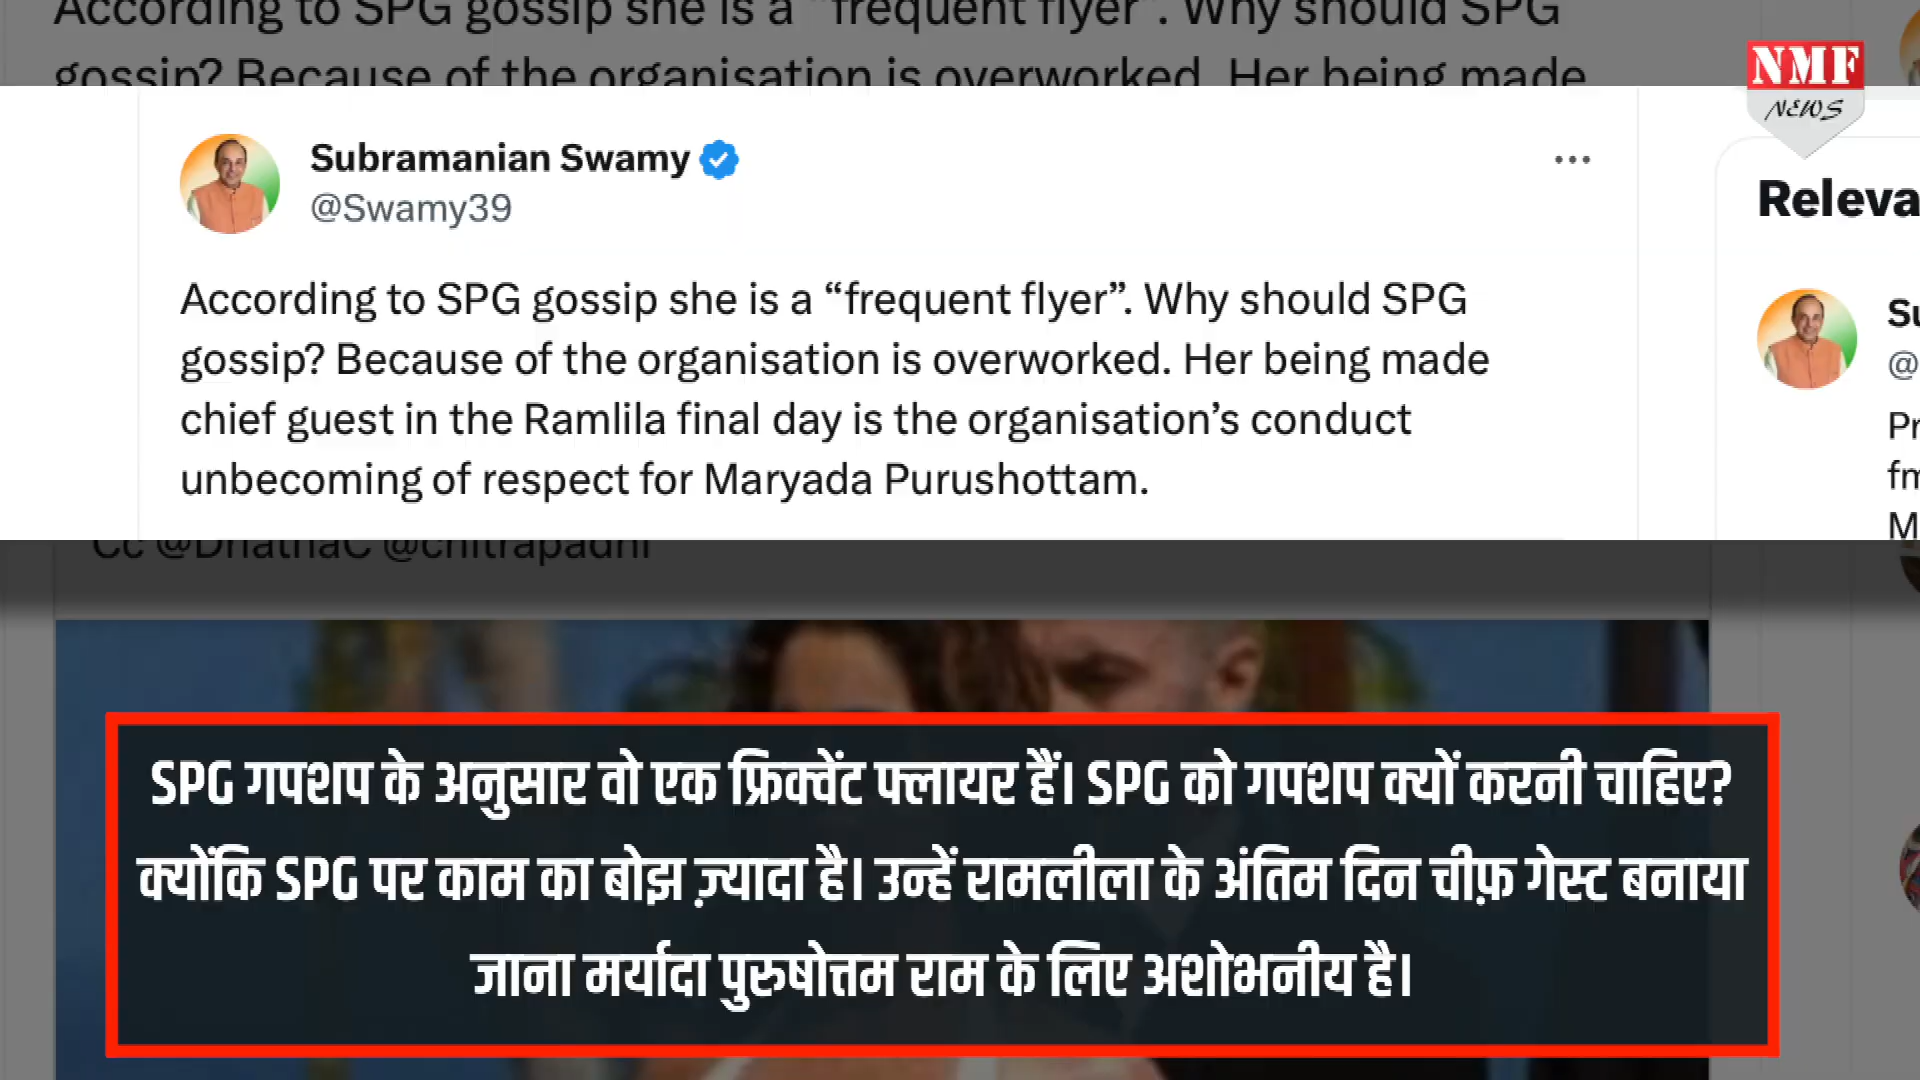 According to SPG gossip she is a "frequent flyer". Why should SPG
gossip? Because of the organisation is overworked. Her being made
NMF
NEWS
Subramanian Swamy
@Swamy39
According to SPG gossip she is a “frequent flyer”. Why should SPG
gossip? Because of the organisation is overworked. Her being made
chief guest in the Ramlila final day is the organisation’s conduct
unbecoming of respect for Maryada Purushottam.
Releva
Su
@
Pr
fm
M
Cc @DhathaC @chitrapadhi
SPG गपशप के अनुसार वो एक फ्रिक्वेंट फ्लायर हैं। SPG को गपशप क्यों करनी चाहिए?
क्योंकि SPG पर काम का बोझ ज़्यादा है। उन्हें रामलीला के अंतिम दिन चीफ़ गेस्ट बनाया
जाना मर्यादा पुरुषोत्तम राम के लिए अशोभनीय है।